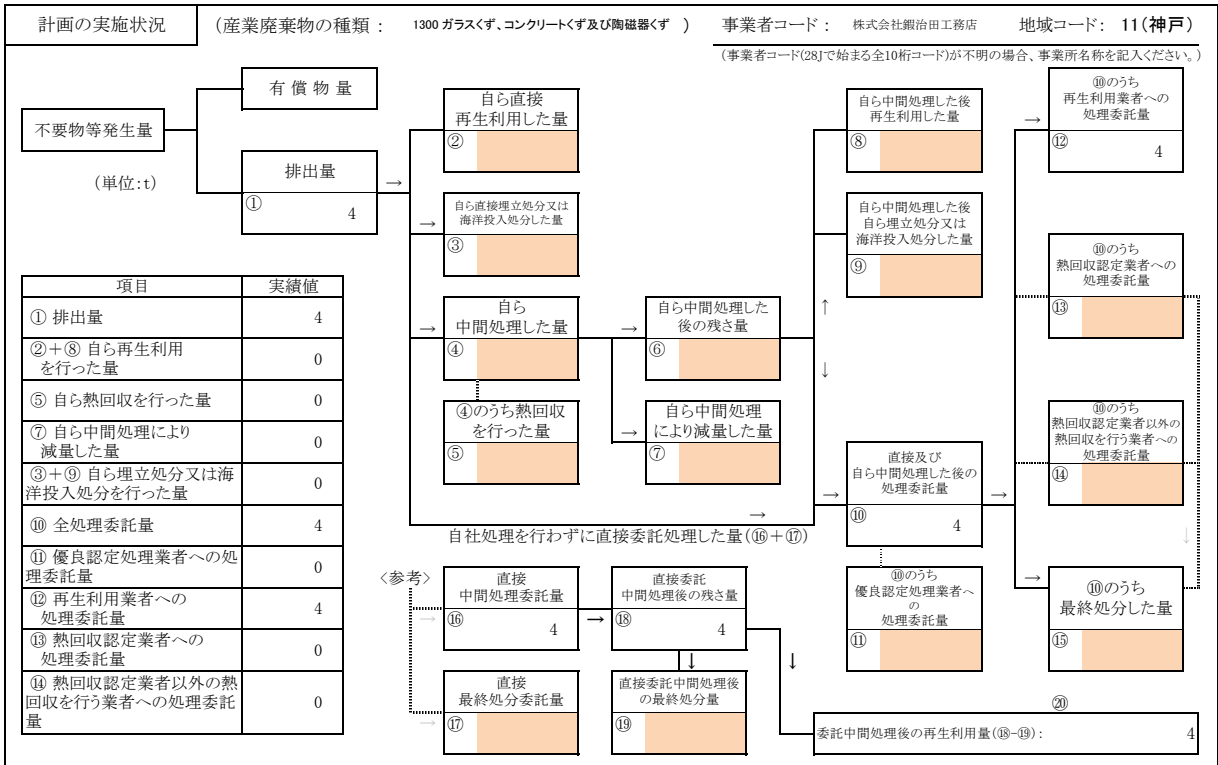 計画の実施状況
(産業廃棄物の種類 : 1300 ガラスくず、コンクリートくず及び陶磁器くず )
事業者コード : 株式会社鍜治田工務店
地域コード: 11(神戸)
(事業者コード(28Jで始まる全10桁コード)が不明の場合、事業所名称を記入ください。)
不要物等発生量
有 償 物 量
(単位:t)
排出量
→
①
4
自ら直接
再生利用した量
②
→
自ら直接埋立処分又は
海洋投入処分した量
③
→
自ら
中間処理した量
④
④のうち熱回収
を行った量
⑤
→
自ら中間処理した
後の残さ量
⑥
→
自ら中間処理
により減量した量
⑦
自ら中間処理した後
再生利用した量
⑧
自ら中間処理した後
自ら埋立処分又は
海洋投入処分した量
⑨
↑
↓
→
自社処理を行わずに直接委託処理した量(⑯+⑰)
→
直接及び
自ら中間処理した後の
処理委託量
⑩
4
→
⑩のうち
優良認定処理業者へ
の
処理委託量
⑪
→
⑩のうち
再生利用業者への
処理委託量
⑫
4
⑩のうち
熱回収認定業者への
処理委託量
⑬
⑩のうち
熱回収認定業者以外の
熱回収を行う業者への
処理委託量
⑭
↓
→
⑩のうち
最終処分した量
⑮
項目 実績値
① 排出量 4
②+⑧ 自ら再生利用
を行った量 0
⑤ 自ら熱回収を行った量 0
⑦ 自ら中間処理により
減量した量 0
③+⑨ 自ら埋立処分又は海
洋投入処分を行った量 0
⑩ 全処理委託量 4
⑪ 優良認定処理業者への処
理委託量 0
⑫ 再生利用業者への
処理委託量 4
⑬ 熱回収認定業者への
処理委託量 0
⑭ 熱回収認定業者以外の熱
回収を行う業者への処理委託
量 0
〈参考〉
→
直接
中間処理委託量
⑯
4
→
直接委託
中間処理後の残さ量
⑱
4
→
直接
最終処分委託量
⑰
↓
直接委託中間処理後
の最終処分量
⑲
↓
⑳
委託中間処理後の再生利用量(⑱-⑲) : 4